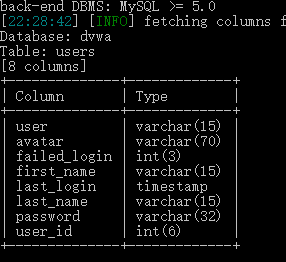 back-end DBMS: MySQL >= 5.0
[22:28:42] [INFO] fetching columns f
Database: dvwa
Table: users
[8 columns]
+--------------+-------------+
| Column       | Type        |
+--------------+-------------+
| user         | varchar(15) |
| avatar       | varchar(70) |
| failed_login | int(3)      |
| first_name   | varchar(15) |
| last_login   | timestamp   |
| last_name    | varchar(15) |
| password     | varchar(32) |
| user_id      | int(6)      |
+--------------+-------------+